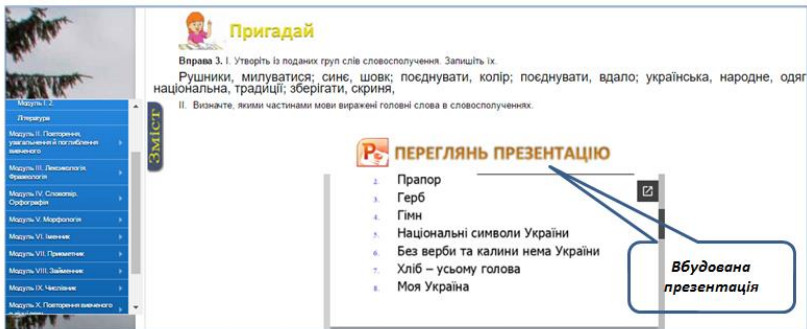 Пригадай
Вправа 3. І. Утворіть із поданих груп слів словосполучення. Запишіть їх.
Рушники, милуватися; синє, шовк; поєднувати, колір; поєднувати, вдало; українська, народне, одяг
національна, традиції; зберігати, скриня,
ІІ. Визначте, якими частинами мови виражені головні слова в словосполученнях.
Модуль І. 2.
Література
Модуль ІІ. Повторення,
узагальнення й поглиблення
вивченого
Модуль ІІІ. Лексикологія.
Фразеологія
Модуль IV. Словотвір.
Орфографія
Модуль V. Морфологія
Модуль VI. Іменник
Модуль VII. Прикметник
Модуль VIII. Займенник
Модуль IX. Числівник
Модуль X. Повторення вивченого
Зміст
ПЕРЕГЛЯНЬ ПРЕЗЕНТАЦІЮ
2. Прапор
3. Герб
4. Гімн
5. Національні символи України
6. Без верби та калини нема України
7. Хліб – усьому голова
8. Моя Україна
Вбудована
презентація